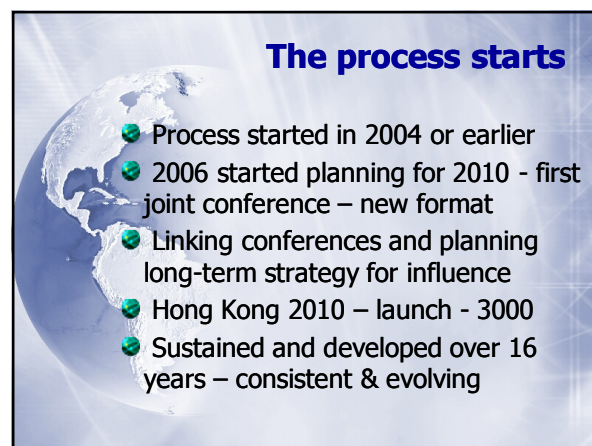 The process starts
Process started in 2004 or earlier
2006 started planning for 2010 - first
joint conference – new format
Linking conferences and planning
long-term strategy for influence
Hong Kong 2010 – launch - 3000
Sustained and developed over 16
years – consistent & evolving